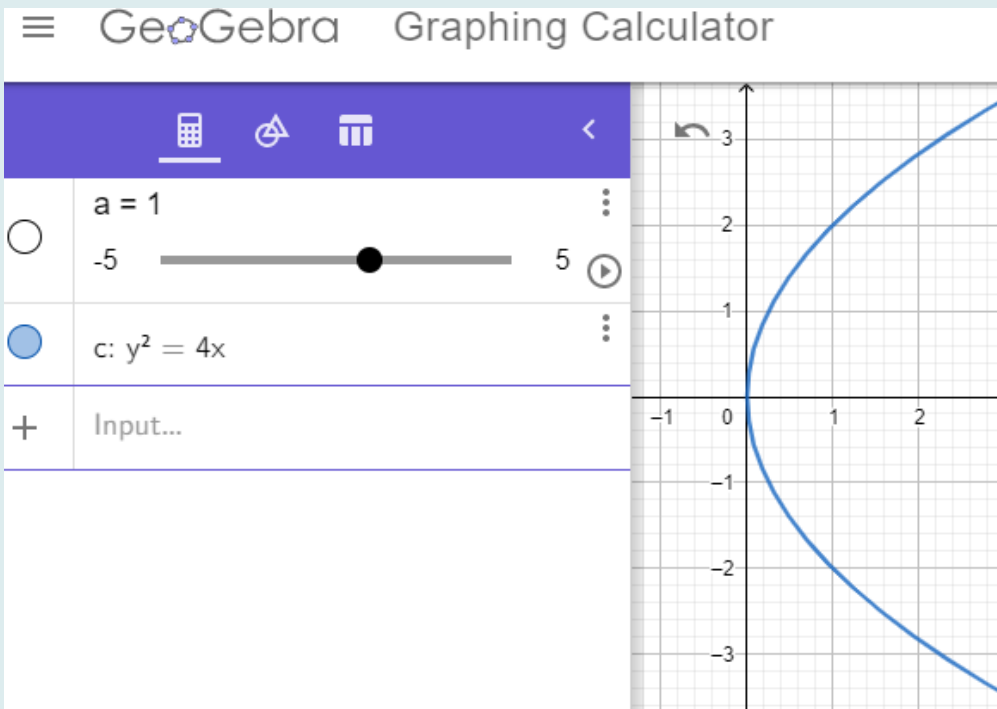 GeoGebra Graphing Calculator
a = 1
-5 5
c: y² = 4x
+ Input...
3
2
1
−1 0 1 2
−1
−2
−3